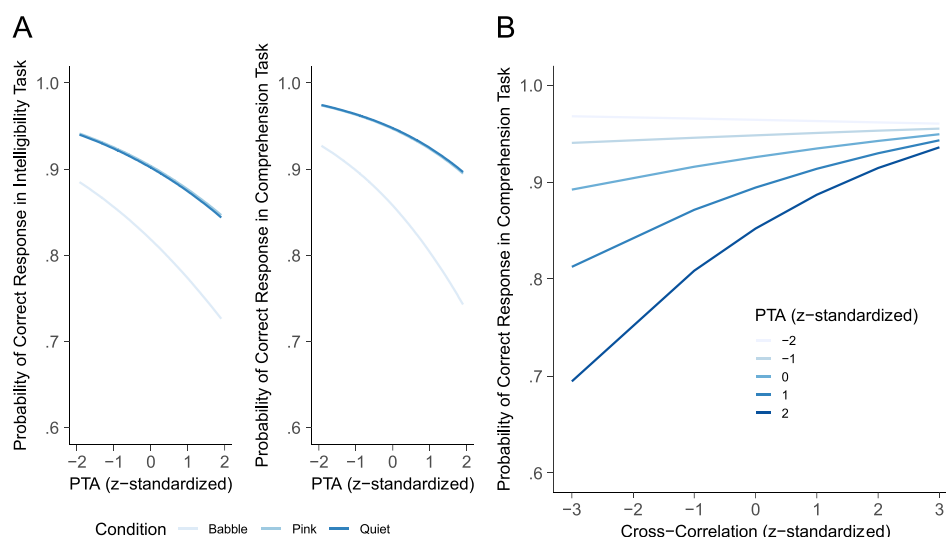 A
Probability of Correct Response in Intelligibility Task
1.0
.9
.8
.7
.6
−2 −1 0 1 2
PTA (z−standardized)
Probability of Correct Response in Comprehension Task
1.0
.9
.8
.7
.6
−2 −1 0 1 2
PTA (z−standardized)
Condition Babble Pink Quiet
B
Probability of Correct Response in Comprehension Task
1.0
.9
.8
.7
.6
PTA (z−standardized)
−2
−1
0
1
2
−3 −2 −1 0 1 2 3
Cross−Correlation (z−standardized)